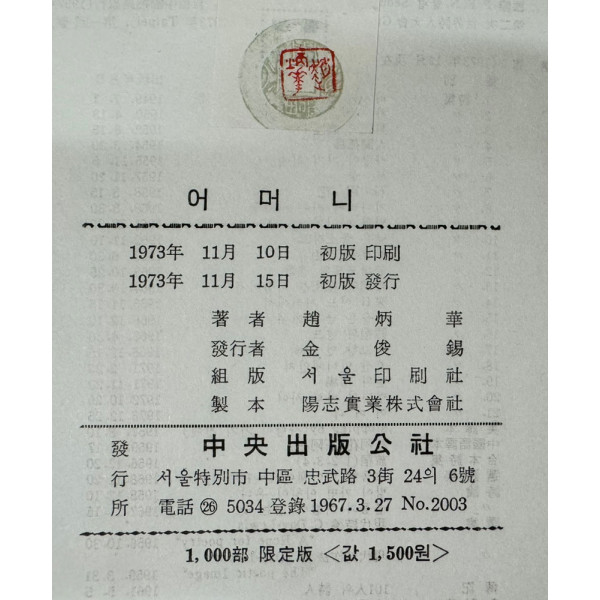 어 머 니
1973年 11月 10日 初版 印刷
1973年 11月 15日 初版 發行
著者 趙炳華
發行者 金俊錫
組版 서울印刷社
製本 陽志實業株式會社
發行所
中央出版公社
서울特別市 中區 忠武路 3街 24의 6號
電話 ㉖ 5034 登錄 1967.3.27 No.2003
1,000部 限定版 <값 1,500원>